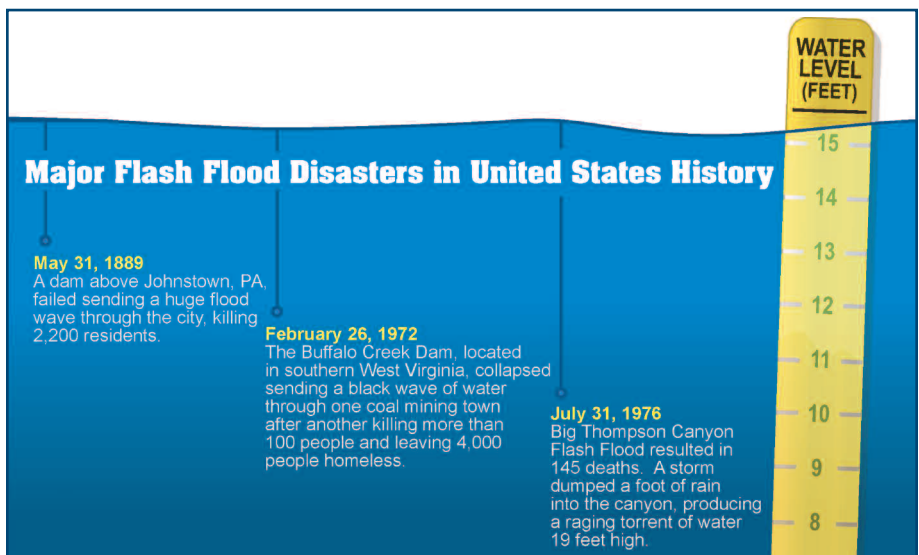 WATER
LEVEL
(FEET)
15
14
13
12
11
10
9
8
Major Flash Flood Disasters in United States History
May 31, 1889
A dam above Johnstown, PA,
failed sending a huge flood
wave through the city, killing
2,200 residents.
February 26, 1972
The Buffalo Creek Dam, located
in southern West Virginia, collapsed
sending a black wave of water
through one coal mining town
after another killing more than
100 people and leaving 4,000
people homeless.
July 31, 1976
Big Thompson Canyon
Flash Flood resulted in
145 deaths. A storm
dumped a foot of rain
into the canyon, producing
a raging torrent of water
19 feet high.